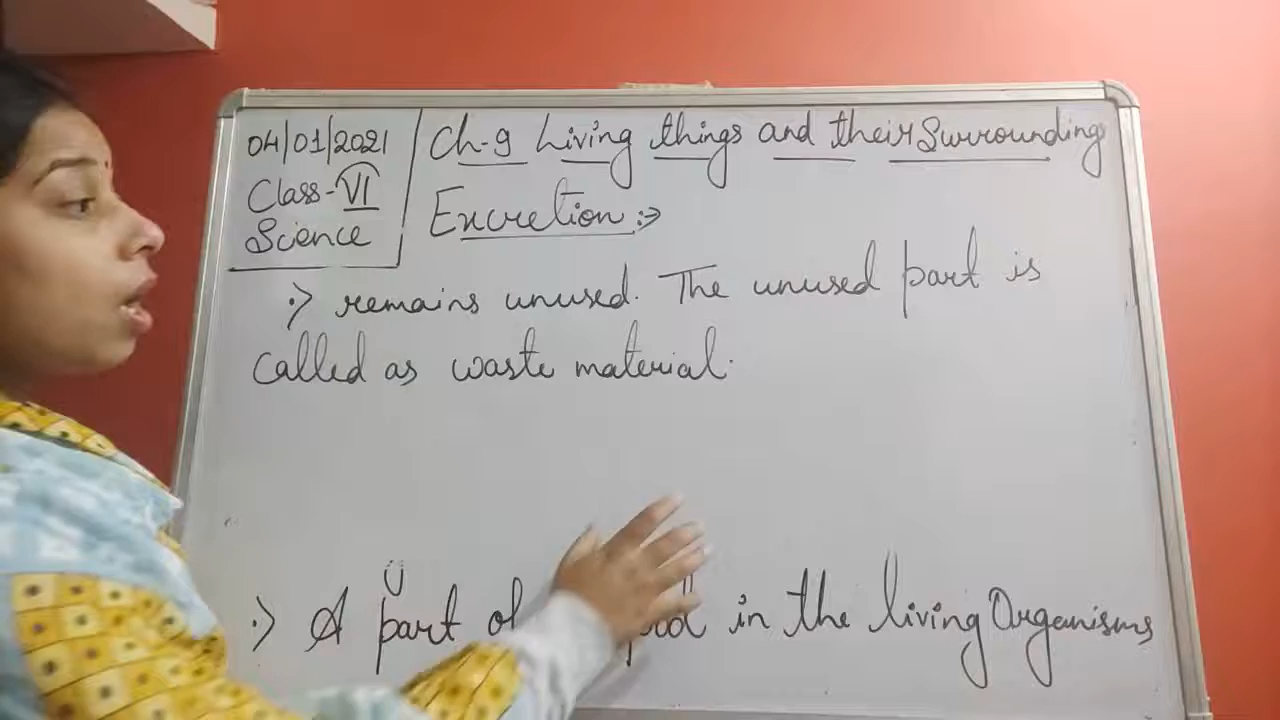 04/01/2021
Class-VI
Science
Ch-9 Living things and their Surrounding
Excretion :->
:> remains unused. The unused part is
called as waste material.
:> A part of in the living Organisms